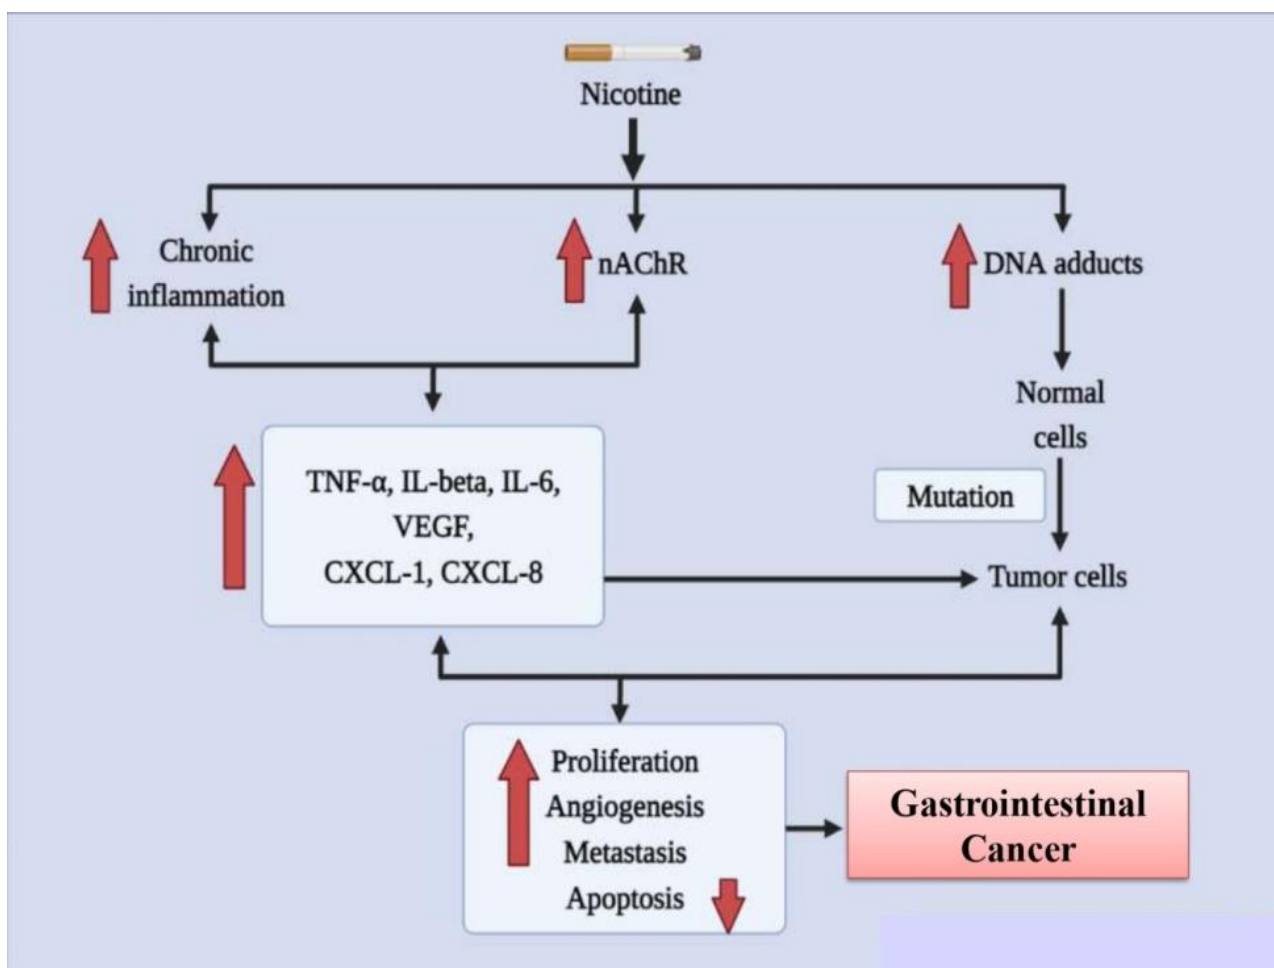 Nicotine
Chronic
inflammation
nAChR
DNA adducts
Normal
cells
Mutation
TNF-α, IL-beta, IL-6,
VEGF,
CXCL-1, CXCL-8
Tumor cells
Proliferation
Angiogenesis
Metastasis
Apoptosis
Gastrointestinal
Cancer